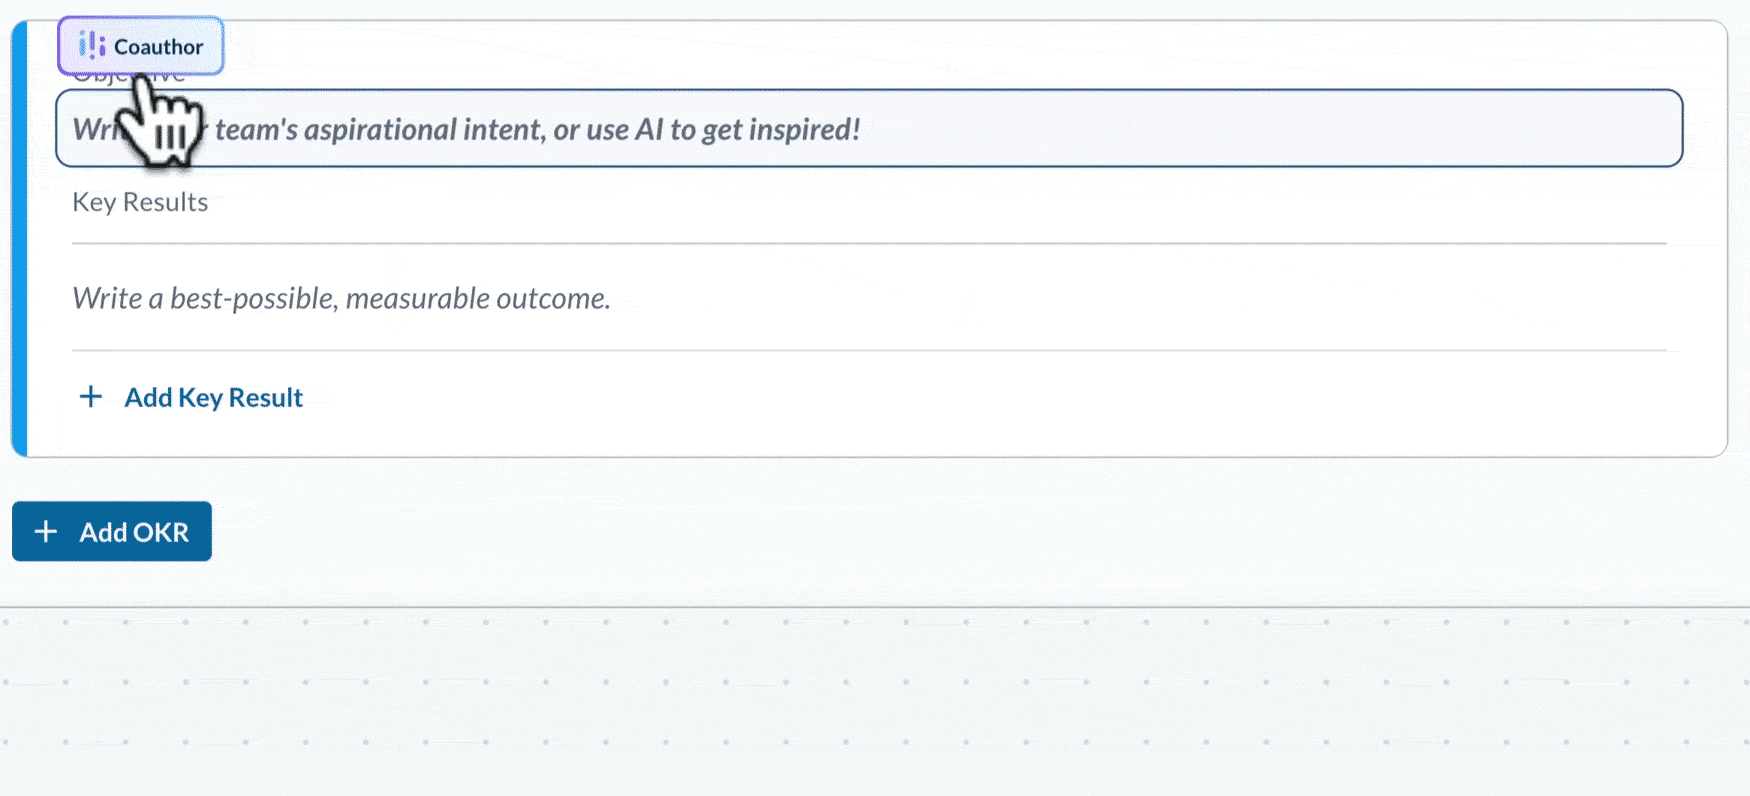 Coauthor
Objective
team's aspirational intent, or use AI to get inspired!
Key Results
Write a best-possible, measurable outcome.
+ Add Key Result
+ Add OKR